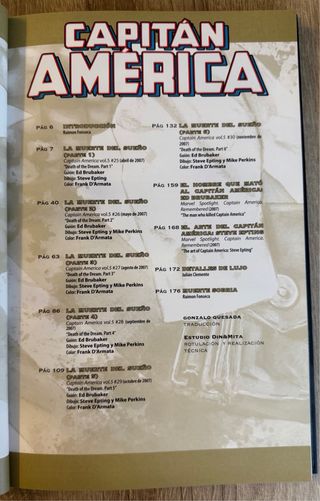 CAPITÁN
AMÉRICA
PÁG 6 INTRODUCCIÓN
Raimon Fonseca
PÁG 7 LA MUERTE DEL SUEÑO
(PARTE 1)
Captain America vol.5 #25 (abril de
2007)
"Death of the Dream. Part 1"
Guión: Ed Brubaker
Dibujo: Steve Epting
Color: Frank D'Armata
PÁG 40 LA MUERTE DEL SUEÑO
(PARTE 2)
Captain America vol.5 #26 (mayo de 2007)
"Death of the Dream. Part 2"
Guión: Ed Brubaker
Dibujo: Steve Epting y Mike Perkins
Color: Frank D'Armata
PÁG 63 LA MUERTE DEL SUEÑO
(PARTE 3)
Captain America vol.5 #27 (agosto de 2007)
"Death of the Dream. Part 3"
Guión: Ed Brubaker
Dibujo: Steve Epting y Mike Perkins
Color: Frank D'Armata
PÁG 86 LA MUERTE DEL SUEÑO
(PARTE 4)
Captain America vol.5 #28 (septiembre de
2007)
"Death of the Dream. Part 4"
Guión: Ed Brubaker
Dibujo: Steve Epting y Mike Perkins
Color: Frank D'Armata
PÁG 109 LA MUERTE DEL SUEÑO
(PARTE 5)
Captain America vol.5 #29 (octubre de 2007)
"Death of the Dream. Part 5"
Guión: Ed Brubaker
Dibujo: Steve Epting y Mike Perkins
Color: Frank D'Armata
PÁG 132 LA MUERTE DEL SUEÑO
(PARTE 6)
Captain America vol.5 #30 (noviembre de
2007)
"Death of the Dream. Part 6"
Guión: Ed Brubaker
Dibujo: Steve Epting y Mike Perkins
Color: Frank D'Armata
PÁG 159 EL HOMBRE QUE MATÓ
AL CAPITÁN AMÉRICA:
ED BRUBAKER
Marvel Spotlight. Captain America
Remembered (2007)
"The man who killed Captain America"
PÁG 168 EL ARTE DEL CAPITÁN
AMÉRICA: STEVE EPTING
Marvel Spotlight. Captain America
Remembered (2007)
"The art of Captain America: Steve Epting"
PÁG 172 DETALLES DE LUJO
Julian Clemente
PÁG 176 MUERTE SOBRIA
Raimon Fonseca
GONZALO QUESADA
TRADUCCIÓN
ESTUDIO DIN&MITA
ROTULACIÓN Y REALIZACIÓN
TÉCNICA